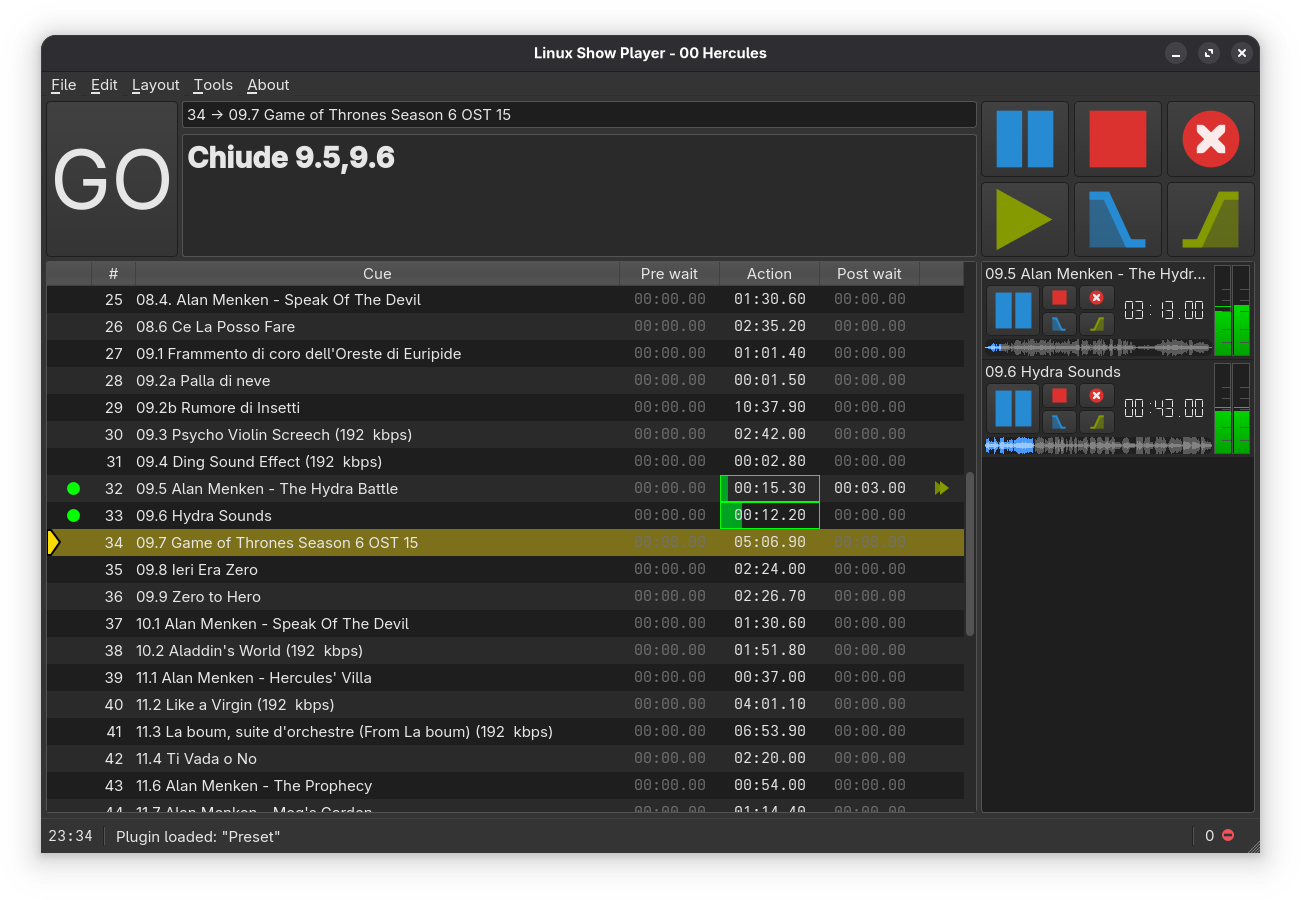 Linux Show Player - 00 Hercules
File Edit Layout Tools About
GO
34 → 09.7 Game of Thrones Season 6 OST 15
Chiude 9.5,9.6
# Cue Pre wait Action Post wait
25 08.4. Alan Menken - Speak Of The Devil 00:00.00 01:30.60 00:00.00
26 08.6 Ce La Posso Fare 00:00.00 02:35.20 00:00.00
27 09.1 Frammento di coro dell'Oreste di Euripide 00:00.00 01:01.40 00:00.00
28 09.2a Palla di neve 00:00.00 00:01.50 00:00.00
29 09.2b Rumore di Insetti 00:00.00 10:37.90 00:00.00
30 09.3 Psycho Violin Screech (192 kbps) 00:00.00 02:42.00 00:00.00
31 09.4 Ding Sound Effect (192 kbps) 00:00.00 00:02.80 00:00.00
32 09.5 Alan Menken - The Hydra Battle 00:00.00 00:15.30 00:03.00
33 09.6 Hydra Sounds 00:00.00 00:12.20 00:00.00
34 09.7 Game of Thrones Season 6 OST 15 00:00.00 05:06.90 00:00.00
35 09.8 Ieri Era Zero 00:00.00 02:24.00 00:00.00
36 09.9 Zero to Hero 00:00.00 02:26.70 00:00.00
37 10.1 Alan Menken - Speak Of The Devil 00:00.00 01:30.60 00:00.00
38 10.2 Aladdin's World (192 kbps) 00:00.00 01:51.80 00:00.00
39 11.1 Alan Menken - Hercules' Villa 00:00.00 00:37.00 00:00.00
40 11.2 Like a Virgin (192 kbps) 00:00.00 04:01.10 00:00.00
41 11.3 La boum, suite d'orchestre (From La boum) (192 kbps) 00:00.00 06:53.90 00:00.00
42 11.4 Ti Vada o No 00:00.00 02:20.00 00:00.00
43 11.6 Alan Menken - The Prophecy 00:00.00 00:54.00 00:00.00
44 11.7 Alan Menken - Meg's Garden 00:00.00 01:14.40 00:00.00
09.5 Alan Menken - The Hydr...
03:13.00
09.6 Hydra Sounds
00:43.00
23:34 Plugin loaded: "Preset" 0